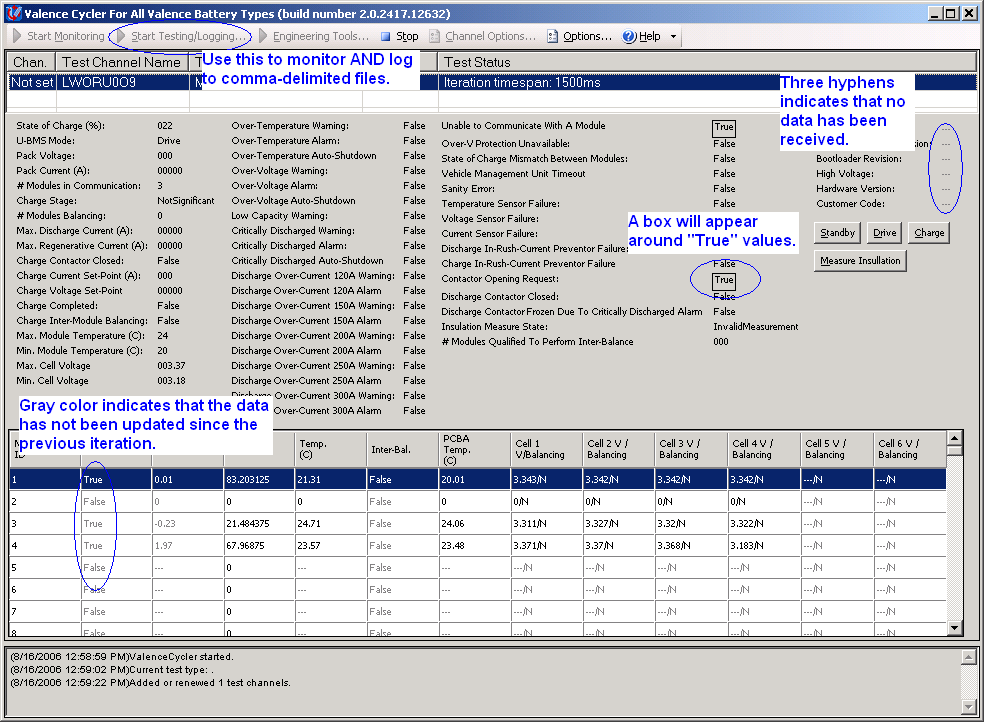 Valence Cycler For All Valence Battery Types (build number 2.0.2417.12632)
Start Monitoring Start Testing/Logging... Engineering Tools... Stop Channel Options... Options... Help
Chan. Test Channel Name Test Status
Not set LWORU0O9 Iteration timespan: 1500ms
Use this to monitor AND log
to comma-delimited files.
Three hyphens
indicates that no
data has been
received.
State of Charge (%): 022
U-BMS Mode: Drive
Pack Voltage: 000
Pack Current (A): 00000
# Modules in Communication: 3
Charge Stage: NotSignificant
# Modules Balancing: 0
Max. Discharge Current (A): 00000
Max. Regenerative Current (A): 00000
Charge Contactor Closed: False
Charge Current Set-Point (A): 000
Charge Voltage Set-Point 00000
Charge Completed: False
Charge Inter-Module Balancing: False
Max. Module Temperature (C): 24
Min. Module Temperature (C): 20
Max. Cell Voltage 003.37
Min. Cell Voltage 003.18
Over-Temperature Warning: False
Over-Temperature Alarm: False
Over-Temperature Auto-Shutdown False
Over-Voltage Warning: False
Over-Voltage Alarm: False
Over-Voltage Auto-Shutdown False
Low Capacity Warning: False
Critically Discharged Warning: False
Critically Discharged Alarm: False
Critically Discharged Auto-Shutdown False
Discharge Over-Current 120A Warning: False
Discharge Over-Current 120A Alarm False
Discharge Over-Current 150A Warning: False
Discharge Over-Current 150A Alarm False
Discharge Over-Current 200A Warning: False
Discharge Over-Current 200A Alarm False
Discharge Over-Current 250A Warning: False
Discharge Over-Current 250A Alarm False
Discharge Over-Current 300A Warning: False
Discharge Over-Current 300A Alarm False
Unable to Communicate With A Module True
Over-V Protection Unavailable: False
State of Charge Mismatch Between Modules: False
Vehicle Management Unit Timeout False
Sanity Error: False
Temperature Sensor Failure: False
Voltage Sensor Failure:
Current Sensor Failure:
Discharge In-Rush-Current Preventor Failure:
Charge In-Rush-Current Preventor Failure False
Contactor Opening Request: True
Discharge Contactor Closed: False
Discharge Contactor Frozen Due To Critically Discharged Alarm False
Insulation Measure State: InvalidMeasurement
# Modules Qualified To Perform Inter-Balance 000
A box will appear
around "True" values.
---
---
Bootloader Revision: ---
High Voltage: ---
Hardware Version: ---
Customer Code: ---
Standby Drive Charge
Measure Insullation
Gray color indicates that the data
has not been updated since the
previous iteration.
ID Temp. (C) Inter-Bal. PCBA Temp. (C) Cell 1 V/Balancing Cell 2 V / Balancing Cell 3 V / Balancing Cell 4 V / Balancing Cell 5 V / Balancing Cell 6 V / Balancing
1 True 0.01 83.203125 21.31 False 20.01 3.343/N 3.342/N 3.342/N 3.342/N ---/N ---/N
2 False 0 0 0 False 0 0/N 0/N 0/N 0/N ---/N ---/N
3 True -0.23 21.484375 24.71 False 24.06 3.311/N 3.327/N 3.32/N 3.322/N ---/N ---/N
4 True 1.97 67.96875 23.57 False 23.48 3.371/N 3.37/N 3.368/N 3.183/N ---/N ---/N
5 False --- 0 --- False --- ---/N ---/N ---/N ---/N ---/N ---/N
6 False --- 0 --- False --- ---/N ---/N ---/N ---/N ---/N ---/N
7 False --- 0 --- False --- ---/N ---/N ---/N ---/N ---/N ---/N
8 False --- 0 --- False --- ---/N ---/N ---/N ---/N ---/N ---/N
(8/16/2006 12:58:59 PM)ValenceCycler started.
(8/16/2006 12:59:02 PM)Current test type: .
(8/16/2006 12:59:22 PM)Added or renewed 1 test channels.